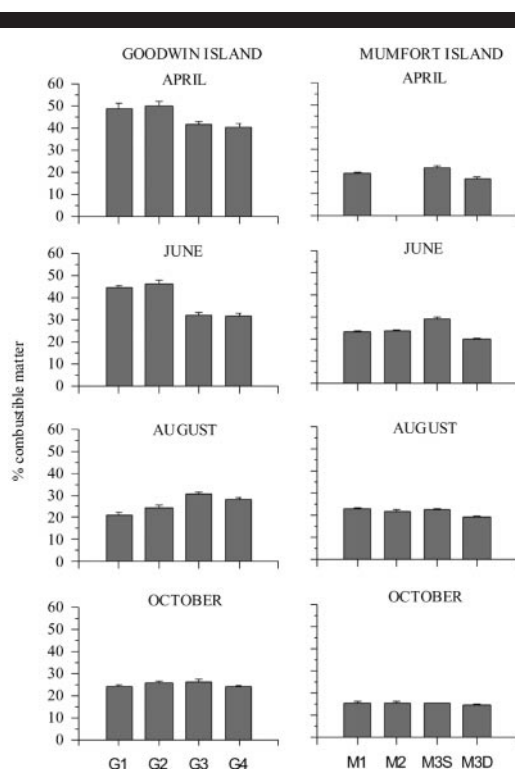 GOODWIN ISLAND
MUMFORT ISLAND
APRIL
APRIL
60
50
40
30
20
10
0
JUNE
JUNE
60
50
40
30
20
10
0
% combustible matter
AUGUST
AUGUST
60
50
40
30
20
10
0
OCTOBER
OCTOBER
60
50
40
30
20
10
0
G1 G2 G3 G4 M1 M2 M3S M3D